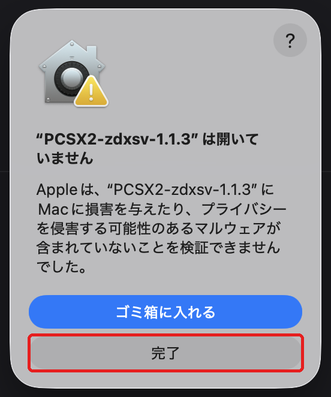 ?
“PCSX2-zdxsv-1.1.3”は開いて
いません
Appleは、“PCSX2-zdxsv-1.1.3”に
Macに損害を与えたり、プライバシー
を侵害する可能性のあるマルウェアが
含まれていないことを検証できません
でした。
ゴミ箱に入れる
完了